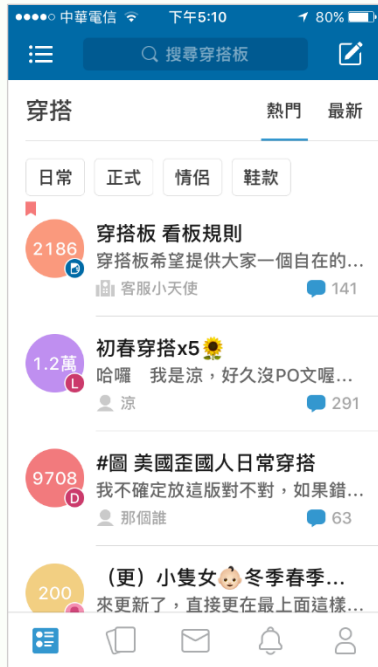 中華電信 下午5:10 80%
搜尋穿搭板
穿搭 熱門 最新
日常 正式 情侶 鞋款
2186
穿搭板 看板規則
穿搭板希望提供大家一個自在的...
客服小天使 141
1.2萬
L
初春穿搭x5🌻
哈囉 我是涼，好久沒PO文喔...
涼 291
9708
D
#圖 美國歪國人日常穿搭
我不確定放這版對不對，如果錯...
那個誰 63
200
（更）小隻女👶🏻冬季春季...
來更新了，直接更在最上面這樣...